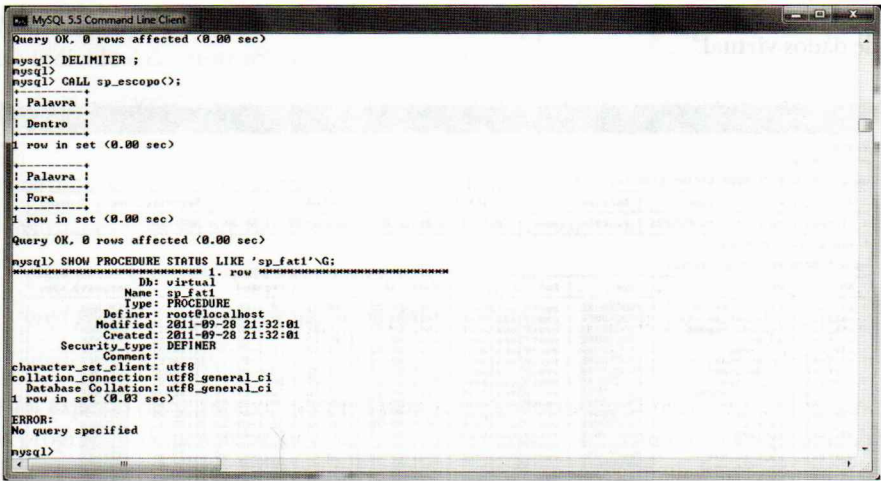 MySQL 5.5 Command Line Client
Query OK, 0 rows affected (0.00 sec)
mysql> DELIMITER ;
mysql>
mysql> CALL sp_escopo();
+---------+
| Palavra |
+---------+
| Dentro  |
+---------+
1 row in set (0.00 sec)
+---------+
| Palavra |
+---------+
| Fora    |
+---------+
1 row in set (0.00 sec)
Query OK, 0 rows affected (0.00 sec)
mysql> SHOW PROCEDURE STATUS LIKE 'sp_fat1'\G;
*************************** 1. row ***************************
Db: virtual
Name: sp_fat1
Type: PROCEDURE
Definer: root@localhost
Modified: 2011-09-28 21:32:01
Created: 2011-09-28 21:32:01
Security_type: DEFINER
Comment:
character_set_client: utf8
collation_connection: utf8_general_ci
Database Collation: utf8_general_ci
1 row in set (0.03 sec)
ERROR:
No query specified
mysql>